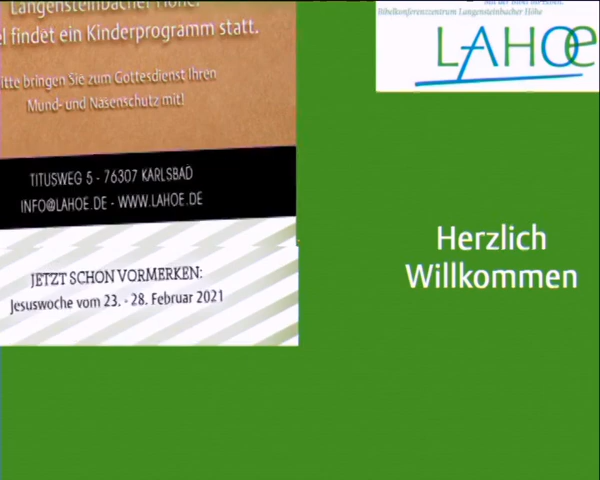 Langensteinbacher Höhe.
findet ein Kinderprogramm statt.
bringen Sie zum Gottesdienst Ihren
Mund- und Nasenschutz mit!
TITUSWEG 5 - 76307 KARLSBAD
INFO@LAHOE.DE - WWW.LAHOE.DE
JETZT SCHON VORMERKEN:
Jesuswoche vom 23. - 28. Februar 2021
Bibelkonferenzzentrum Langensteinbacher Höhe
LAHOe
Herzlich
Willkommen